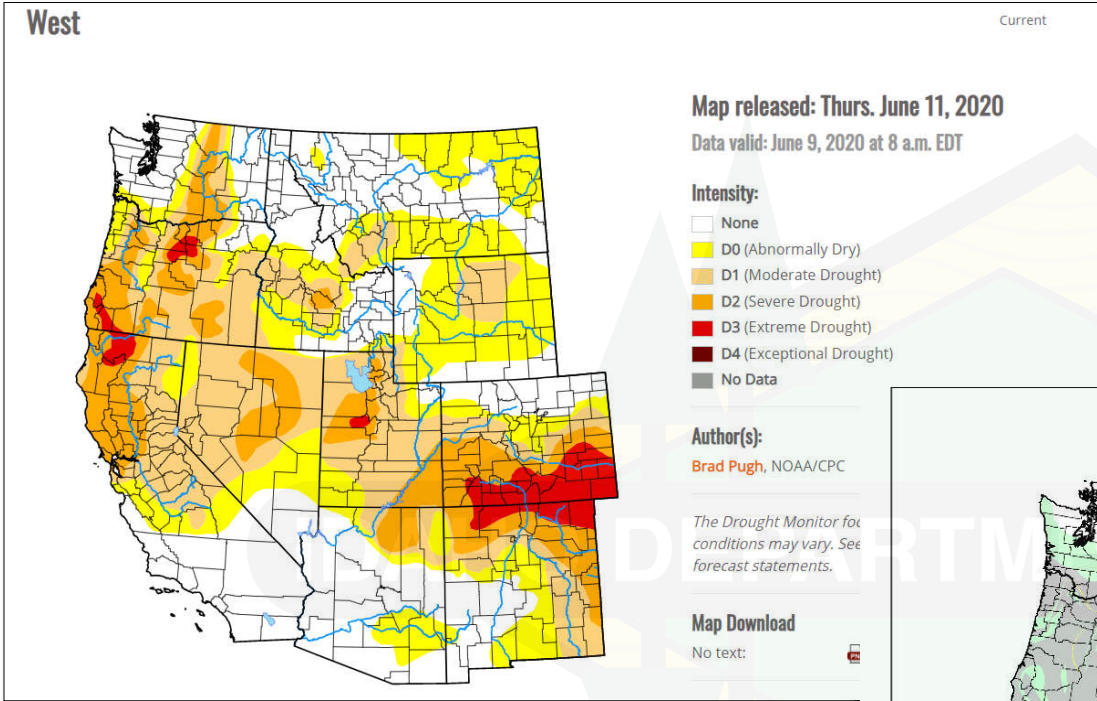 West
Current
Map released: Thurs. June 11, 2020
Data valid: June 9, 2020 at 8 a.m. EDT
Intensity:
None
D0 (Abnormally Dry)
D1 (Moderate Drought)
D2 (Severe Drought)
D3 (Extreme Drought)
D4 (Exceptional Drought)
No Data
Author(s):
Brad Pugh, NOAA/CPC
The Drought Monitor foc
conditions may vary. See
forecast statements.
DEPARTM
Map Download
No text: